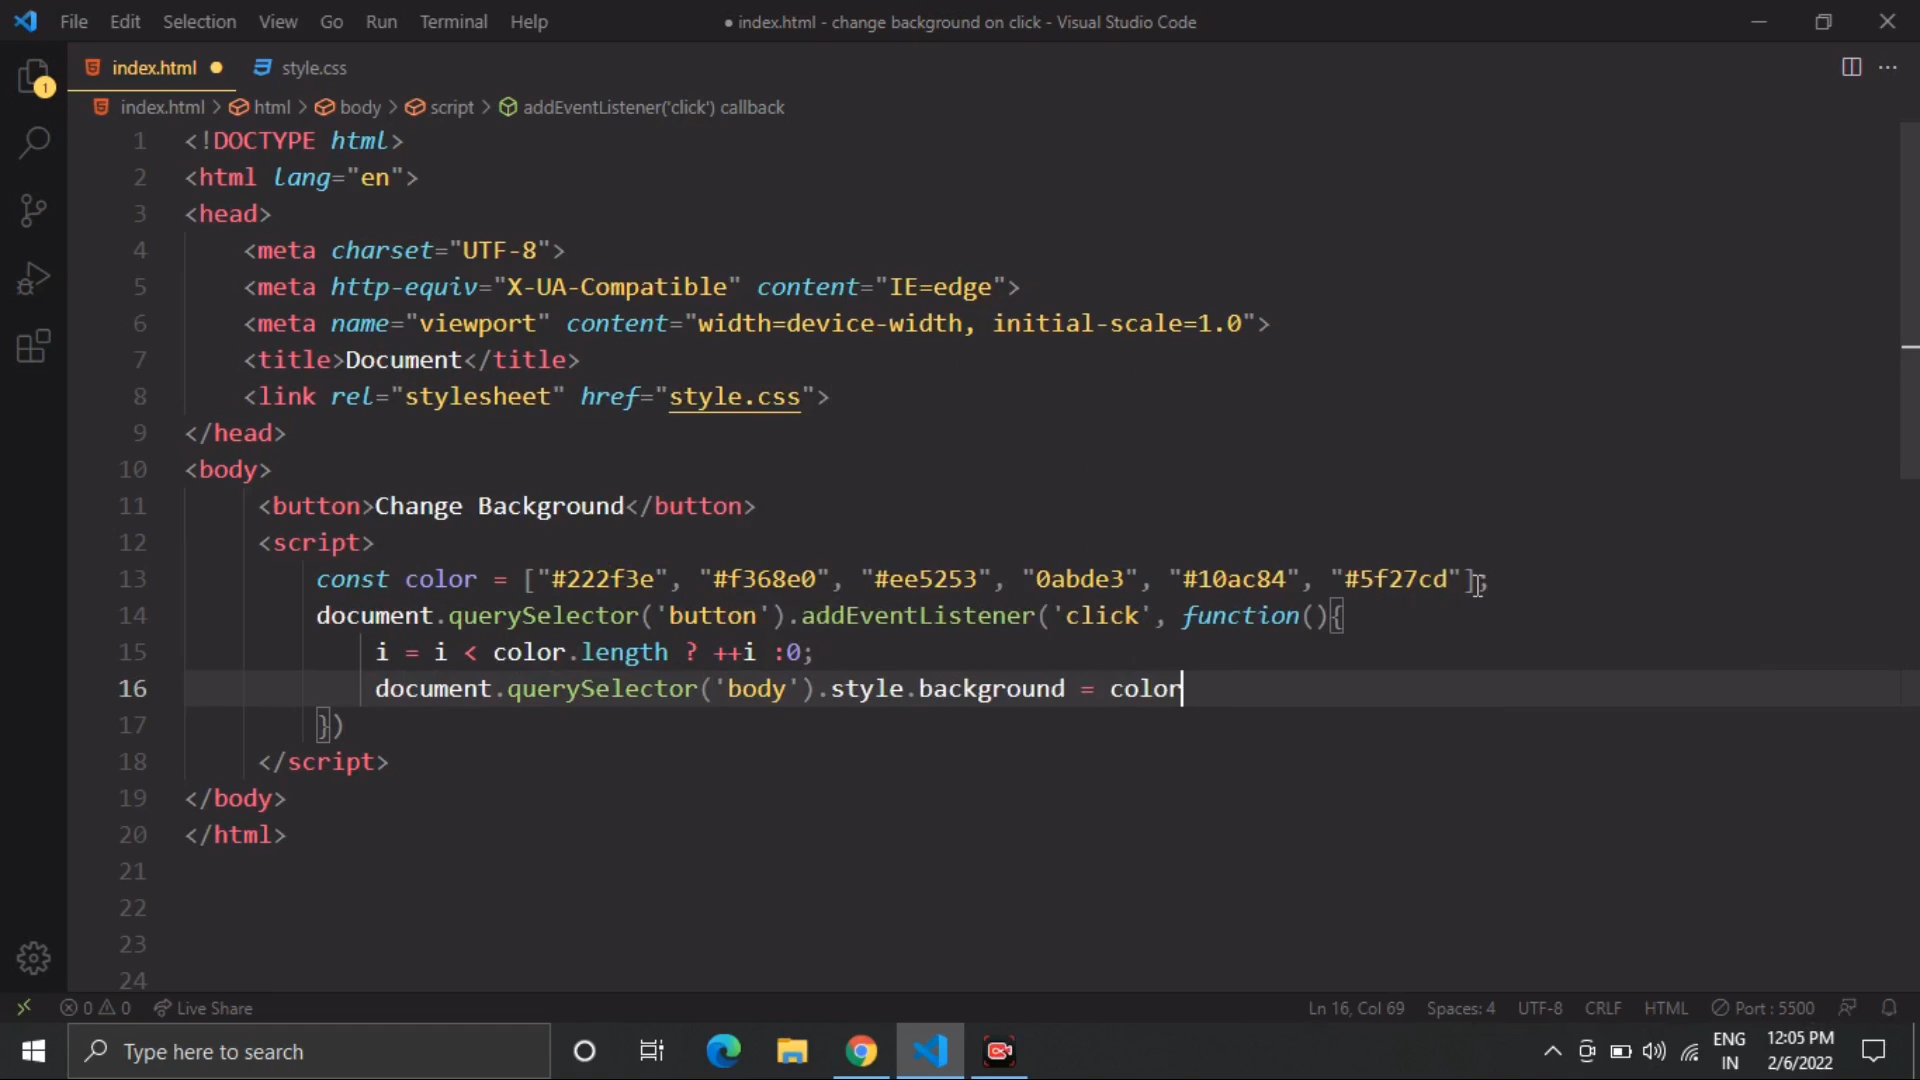 File Edit Selection View Go Run Terminal Help ● index.html - change background on click - Visual Studio Code
1
index.html ● style.css
index.html > html > body > script > addEventListener('click') callback
1 <!DOCTYPE html>
2 <html lang="en">
3 <head>
4 <meta charset="UTF-8">
5 <meta http-equiv="X-UA-Compatible" content="IE=edge">
6 <meta name="viewport" content="width=device-width, initial-scale=1.0">
7 <title>Document</title>
8 <link rel="stylesheet" href="style.css">
9 </head>
10 <body>
11 <button>Change Background</button>
12 <script>
13 const color = ["#222f3e", "#f368e0", "#ee5253", "0abde3", "#10ac84", "#5f27cd"];
14 document.querySelector('button').addEventListener('click', function(){
15 i = i < color.length ? ++i :0;
16 document.querySelector('body').style.background = color
17 })
18 </script>
19 </body>
20 </html>
21
22
23
24
0 0 Live Share Ln 16, Col 69 Spaces: 4 UTF-8 CRLF HTML Port : 5500
Type here to search ENG IN 12:05 PM 2/6/2022